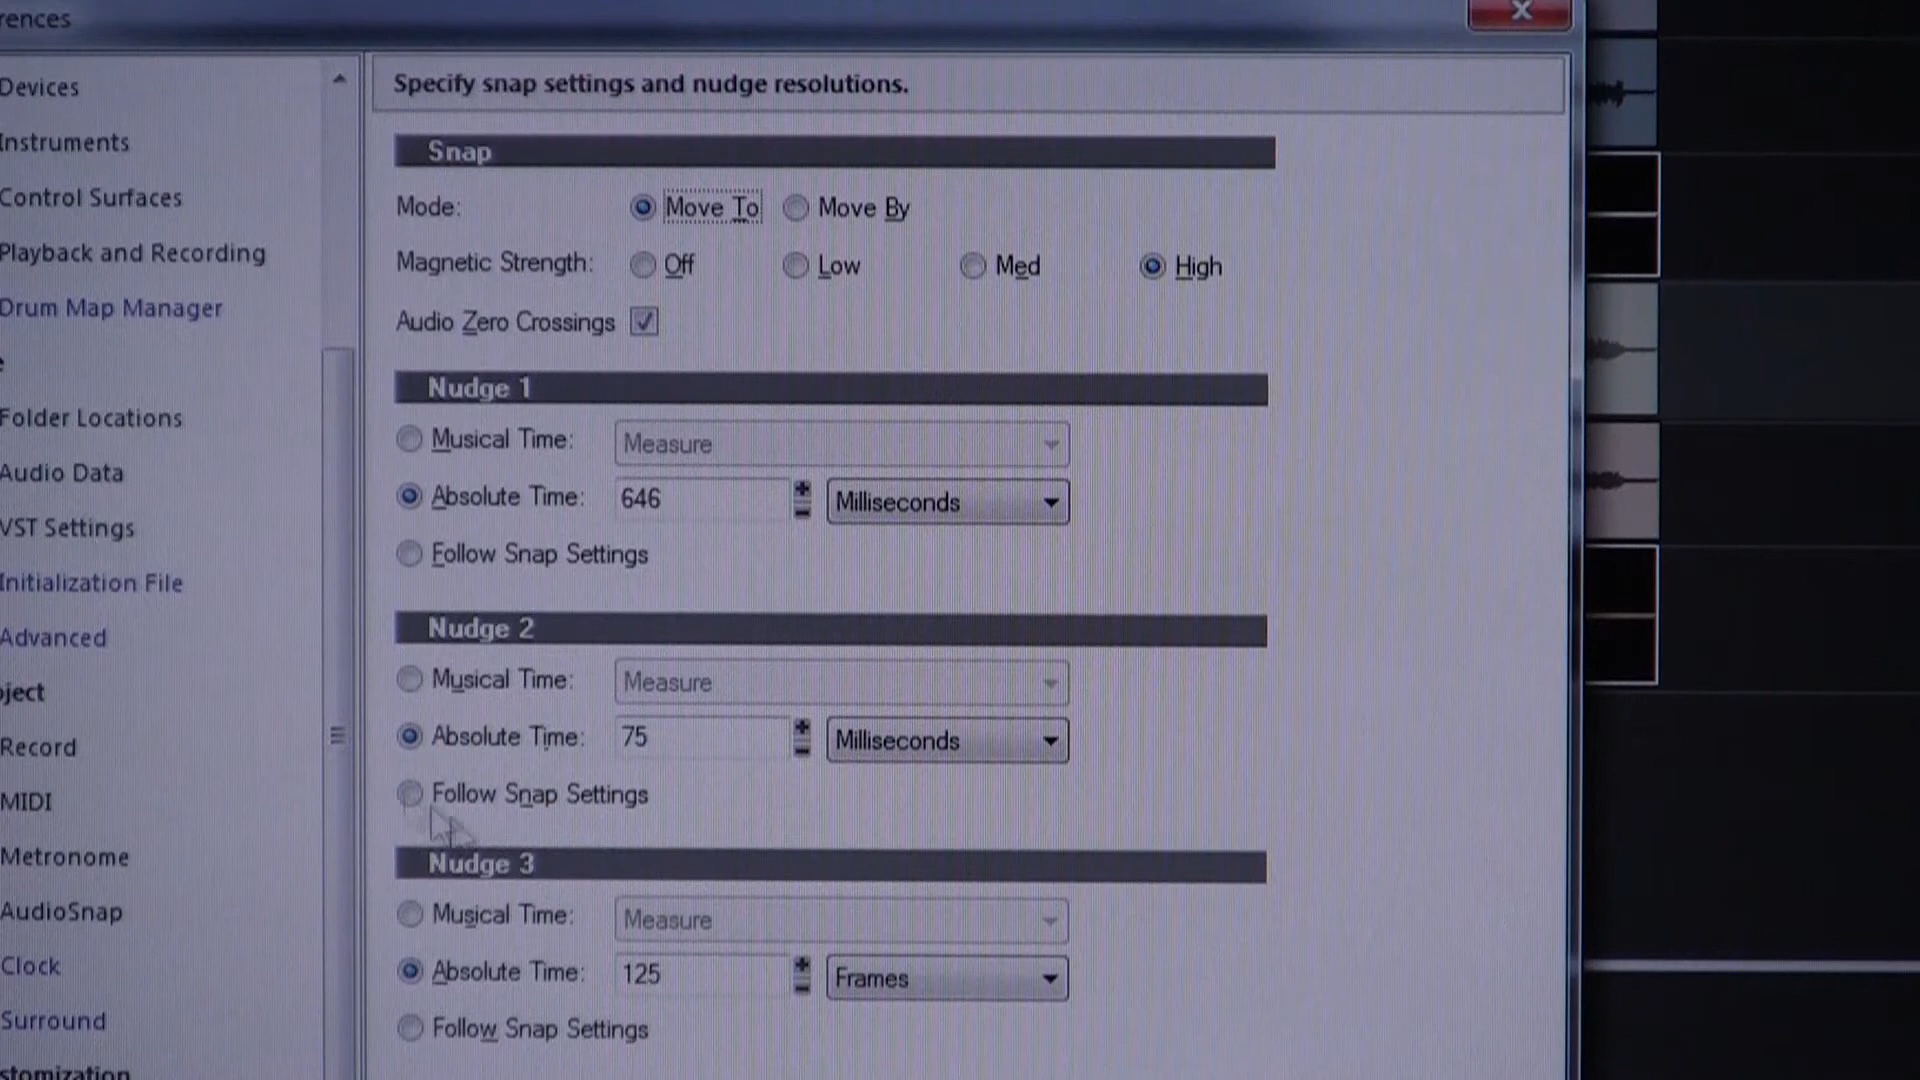 rences
Devices
Instruments
Control Surfaces
Playback and Recording
Drum Map Manager
e
Folder Locations
Audio Data
VST Settings
Initialization File
Advanced
ject
Record
MIDI
Metronome
AudioSnap
Clock
Surround
stomization
Specify snap settings and nudge resolutions.
Snap
Mode: Move To Move By
Magnetic Strength: Off Low Med High
Audio Zero Crossings
Nudge 1
Musical Time: Measure
Absolute Time: 646 Milliseconds
Follow Snap Settings
Nudge 2
Musical Time: Measure
Absolute Time: 75 Milliseconds
Follow Snap Settings
Nudge 3
Musical Time: Measure
Absolute Time: 125 Frames
Follow Snap Settings